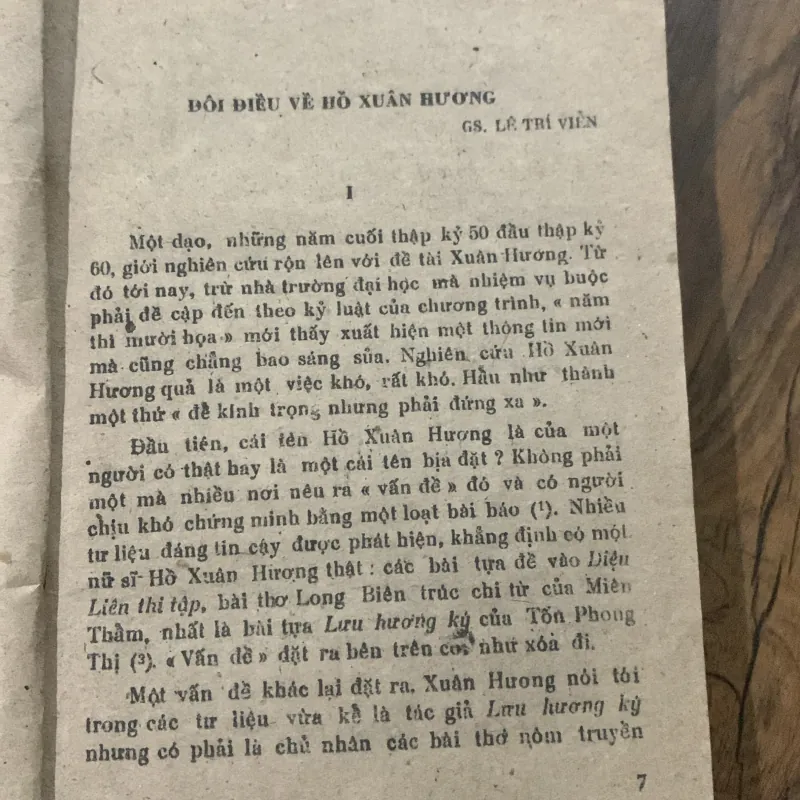 ĐÔI ĐIỀU VỀ HỒ XUÂN HƯƠNG
GS. LÊ TRÍ VIỄN
I
Một dạo, những năm cuối thập kỷ 50 đầu thập kỷ
60, giới nghiên cứu rộn lên với đề tài Xuân Hương. Từ
đó tới nay, trừ nhà trường đại học mà nhiệm vụ buộc
phải đề cập đến theo kỷ luật của chương trình, « năm
thì mười họa » mới thấy xuất hiện một thông tin mới
mà cũng chẳng bao sáng sủa. Nghiên cứu Hồ Xuân
Hương quả là một việc khó, rất khó. Hầu như thành
một thứ « để kính trọng nhưng phải đứng xa ».
Đầu tiên, cái tên Hồ Xuân Hương là của một
người có thật hay là một cái tên bịa đặt ? Không phải
một mà nhiều nơi nêu ra « vấn đề » đó và có người
chịu khó chứng minh bằng một loạt bài báo (¹). Nhiều
tư liệu đáng tin cậy được phát hiện, khẳng định có một
nữ sĩ Hồ Xuân Hương thật : các bài tựa đề vào Diệu
Liên thi tập, bài thơ Long Biên trúc chi từ của Miên
Thẩm, nhất là bài tựa Lưu hương ký của Tốn Phong
Thị (³). « Vấn đề » đặt ra bên trên coi như xóa đi.
Một vấn đề khác lại đặt ra. Xuân Hương nói tới
trong các tư liệu vừa kể là tác giả Lưu hương ký
nhưng có phải là chủ nhân các bài thơ nôm truyền
7